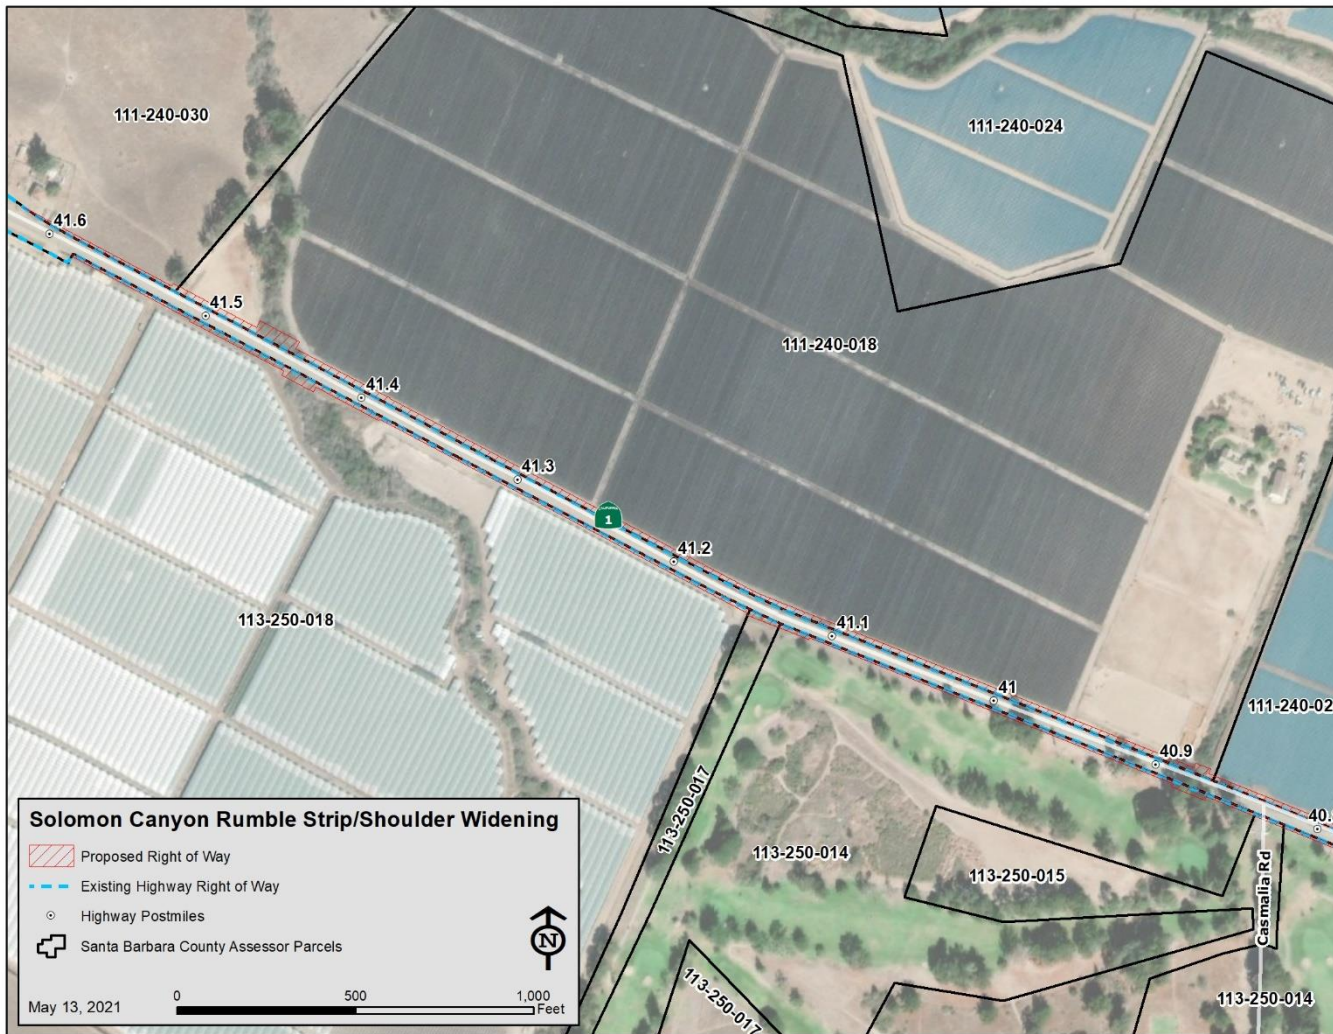 111-240-030
111-240-024
41.6
41.5
111-240-018
41.4
41.3
CALIFORNIA
1
41.2
113-250-018
41.1
41
111-240-02
40.9
40.
113-250-017
113-250-014
113-250-015
Casmalia Rd
113-250-017
113-250-014
Solomon Canyon Rumble Strip/Shoulder Widening
Proposed Right of Way
Existing Highway Right of Way
Highway Postmiles
Santa Barbara County Assessor Parcels
N
May 13, 2021
0 500 1,000
Feet